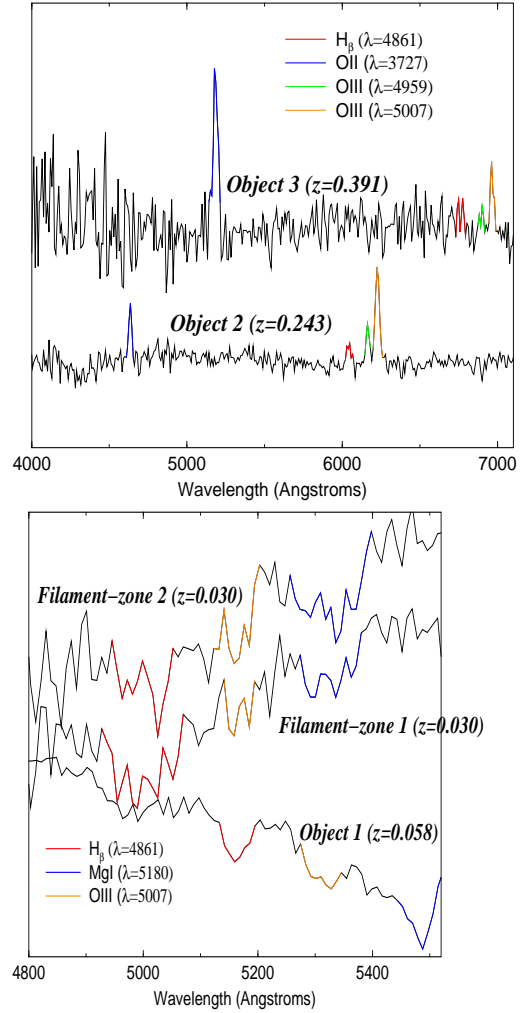 H_β (λ=4861)
OII (λ=3727)
OIII (λ=4959)
OIII (λ=5007)
Object 3 (z=0.391)
Object 2 (z=0.243)
4000 5000 6000 7000
Wavelength (Angstroms)
Filament−zone 2 (z=0.030)
Filament−zone 1 (z=0.030)
Object 1 (z=0.058)
H_β (λ=4861)
MgI (λ=5180)
OIII (λ=5007)
4800 5000 5200 5400
Wavelength (Angstroms)